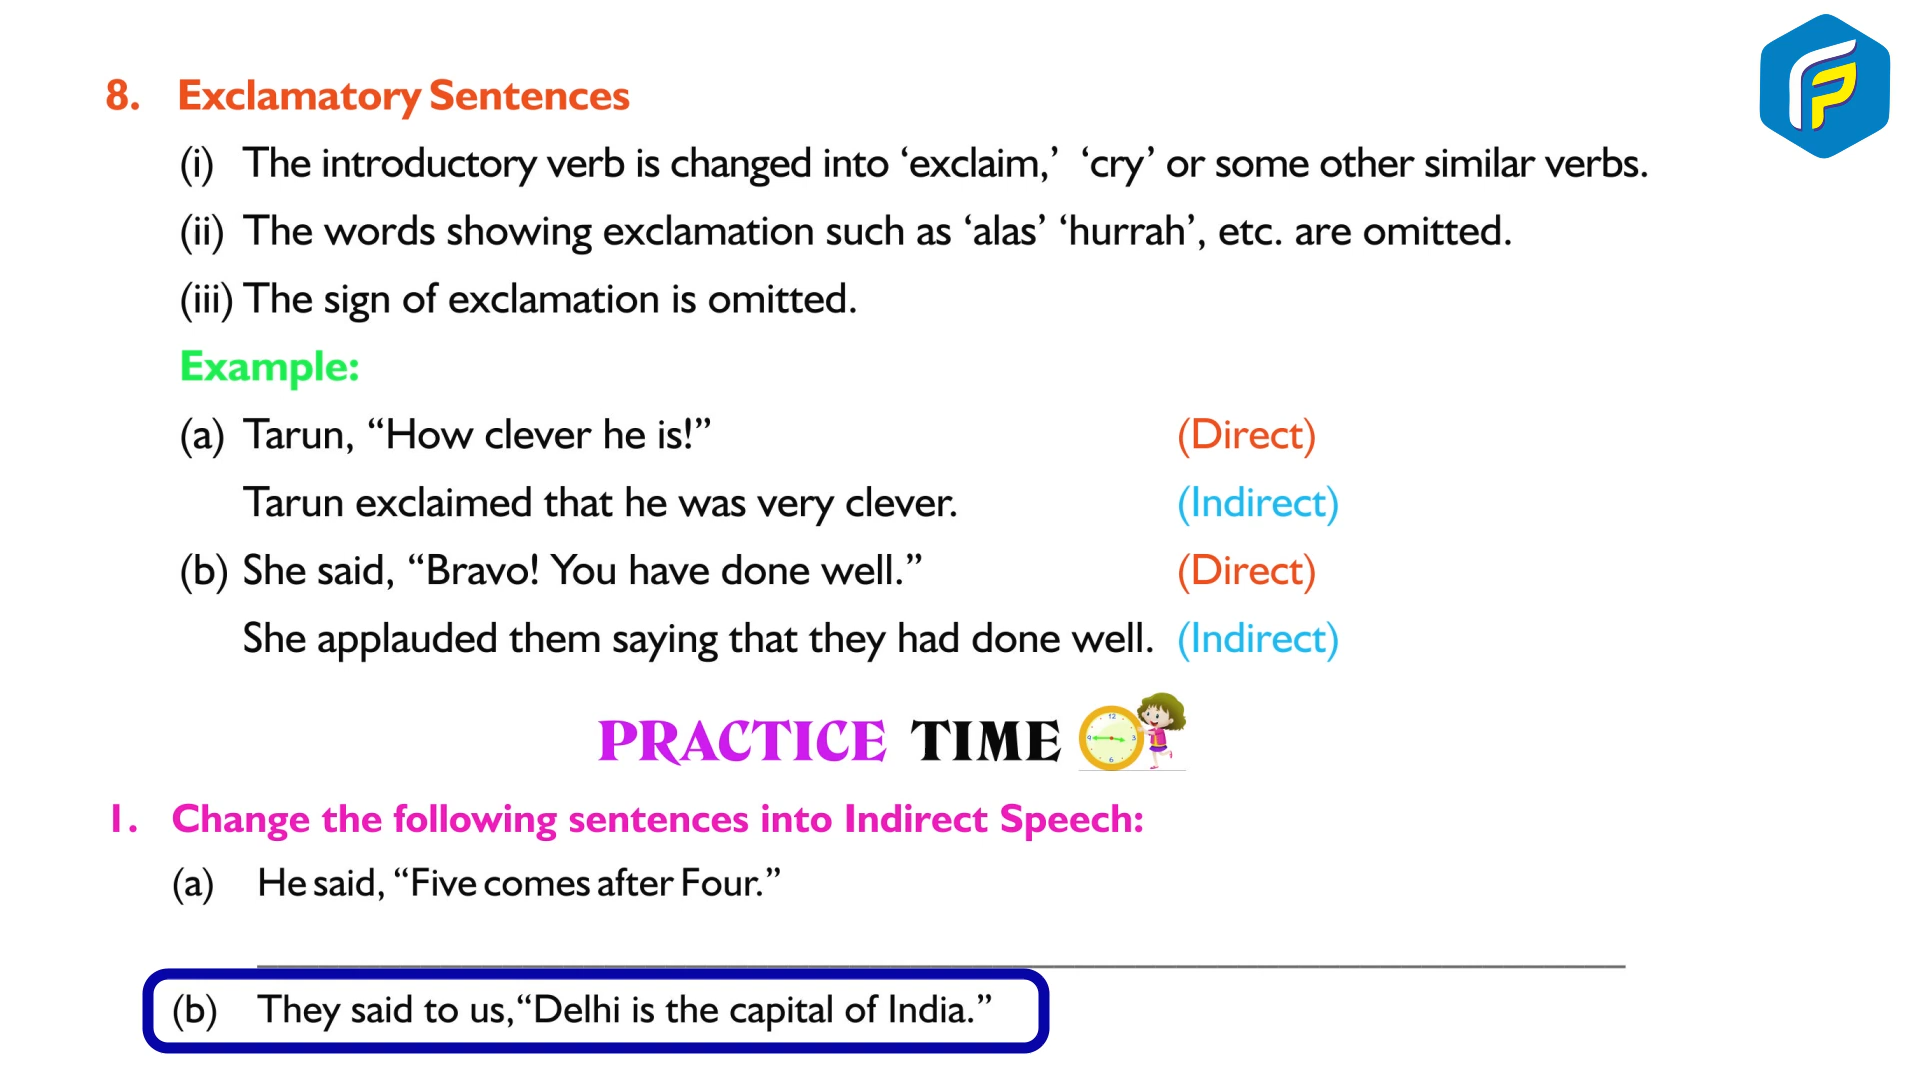 8. Exclamatory Sentences
(i) The introductory verb is changed into ‘exclaim,’ ‘cry’ or some other similar verbs.
(ii) The words showing exclamation such as ‘alas’ ‘hurrah’, etc. are omitted.
(iii) The sign of exclamation is omitted.
Example:
(a) Tarun, “How clever he is!” (Direct)
Tarun exclaimed that he was very clever. (Indirect)
(b) She said, “Bravo! You have done well.” (Direct)
She applauded them saying that they had done well. (Indirect)
PRACTICE TIME
1. Change the following sentences into Indirect Speech:
(a) He said, “Five comes after Four.”
(b) They said to us,“Delhi is the capital of India.”